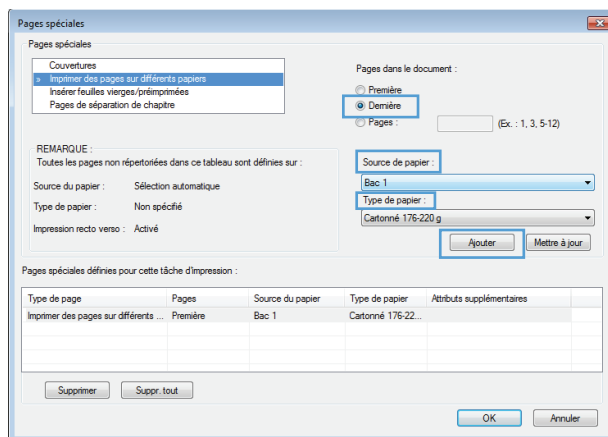 Pages spéciales
Pages spéciales
Couvertures
» Imprimer des pages sur différents papiers
Insérer feuilles vierges/préimprimées
Pages de séparation de chapitre
Pages dans le document :
Première
Dernière
Pages :
(Ex. : 1, 3, 5-12)
REMARQUE :
Toutes les pages non répertoriées dans ce tableau sont définies sur :
Source du papier : Sélection automatique
Type de papier : Non spécifié
Impression recto verso : Activé
Source de papier :
Bac 1
Type de papier :
Cartonné 176-220 g
Ajouter Mettre à jour
Pages spéciales définies pour cette tâche d'impression :
Type de page Pages Source du papier Type de papier Attributs supplémentaires
Imprimer des pages sur différents ... Première Bac 1 Cartonné 176-22...
Supprimer Suppr. tout
OK Annuler